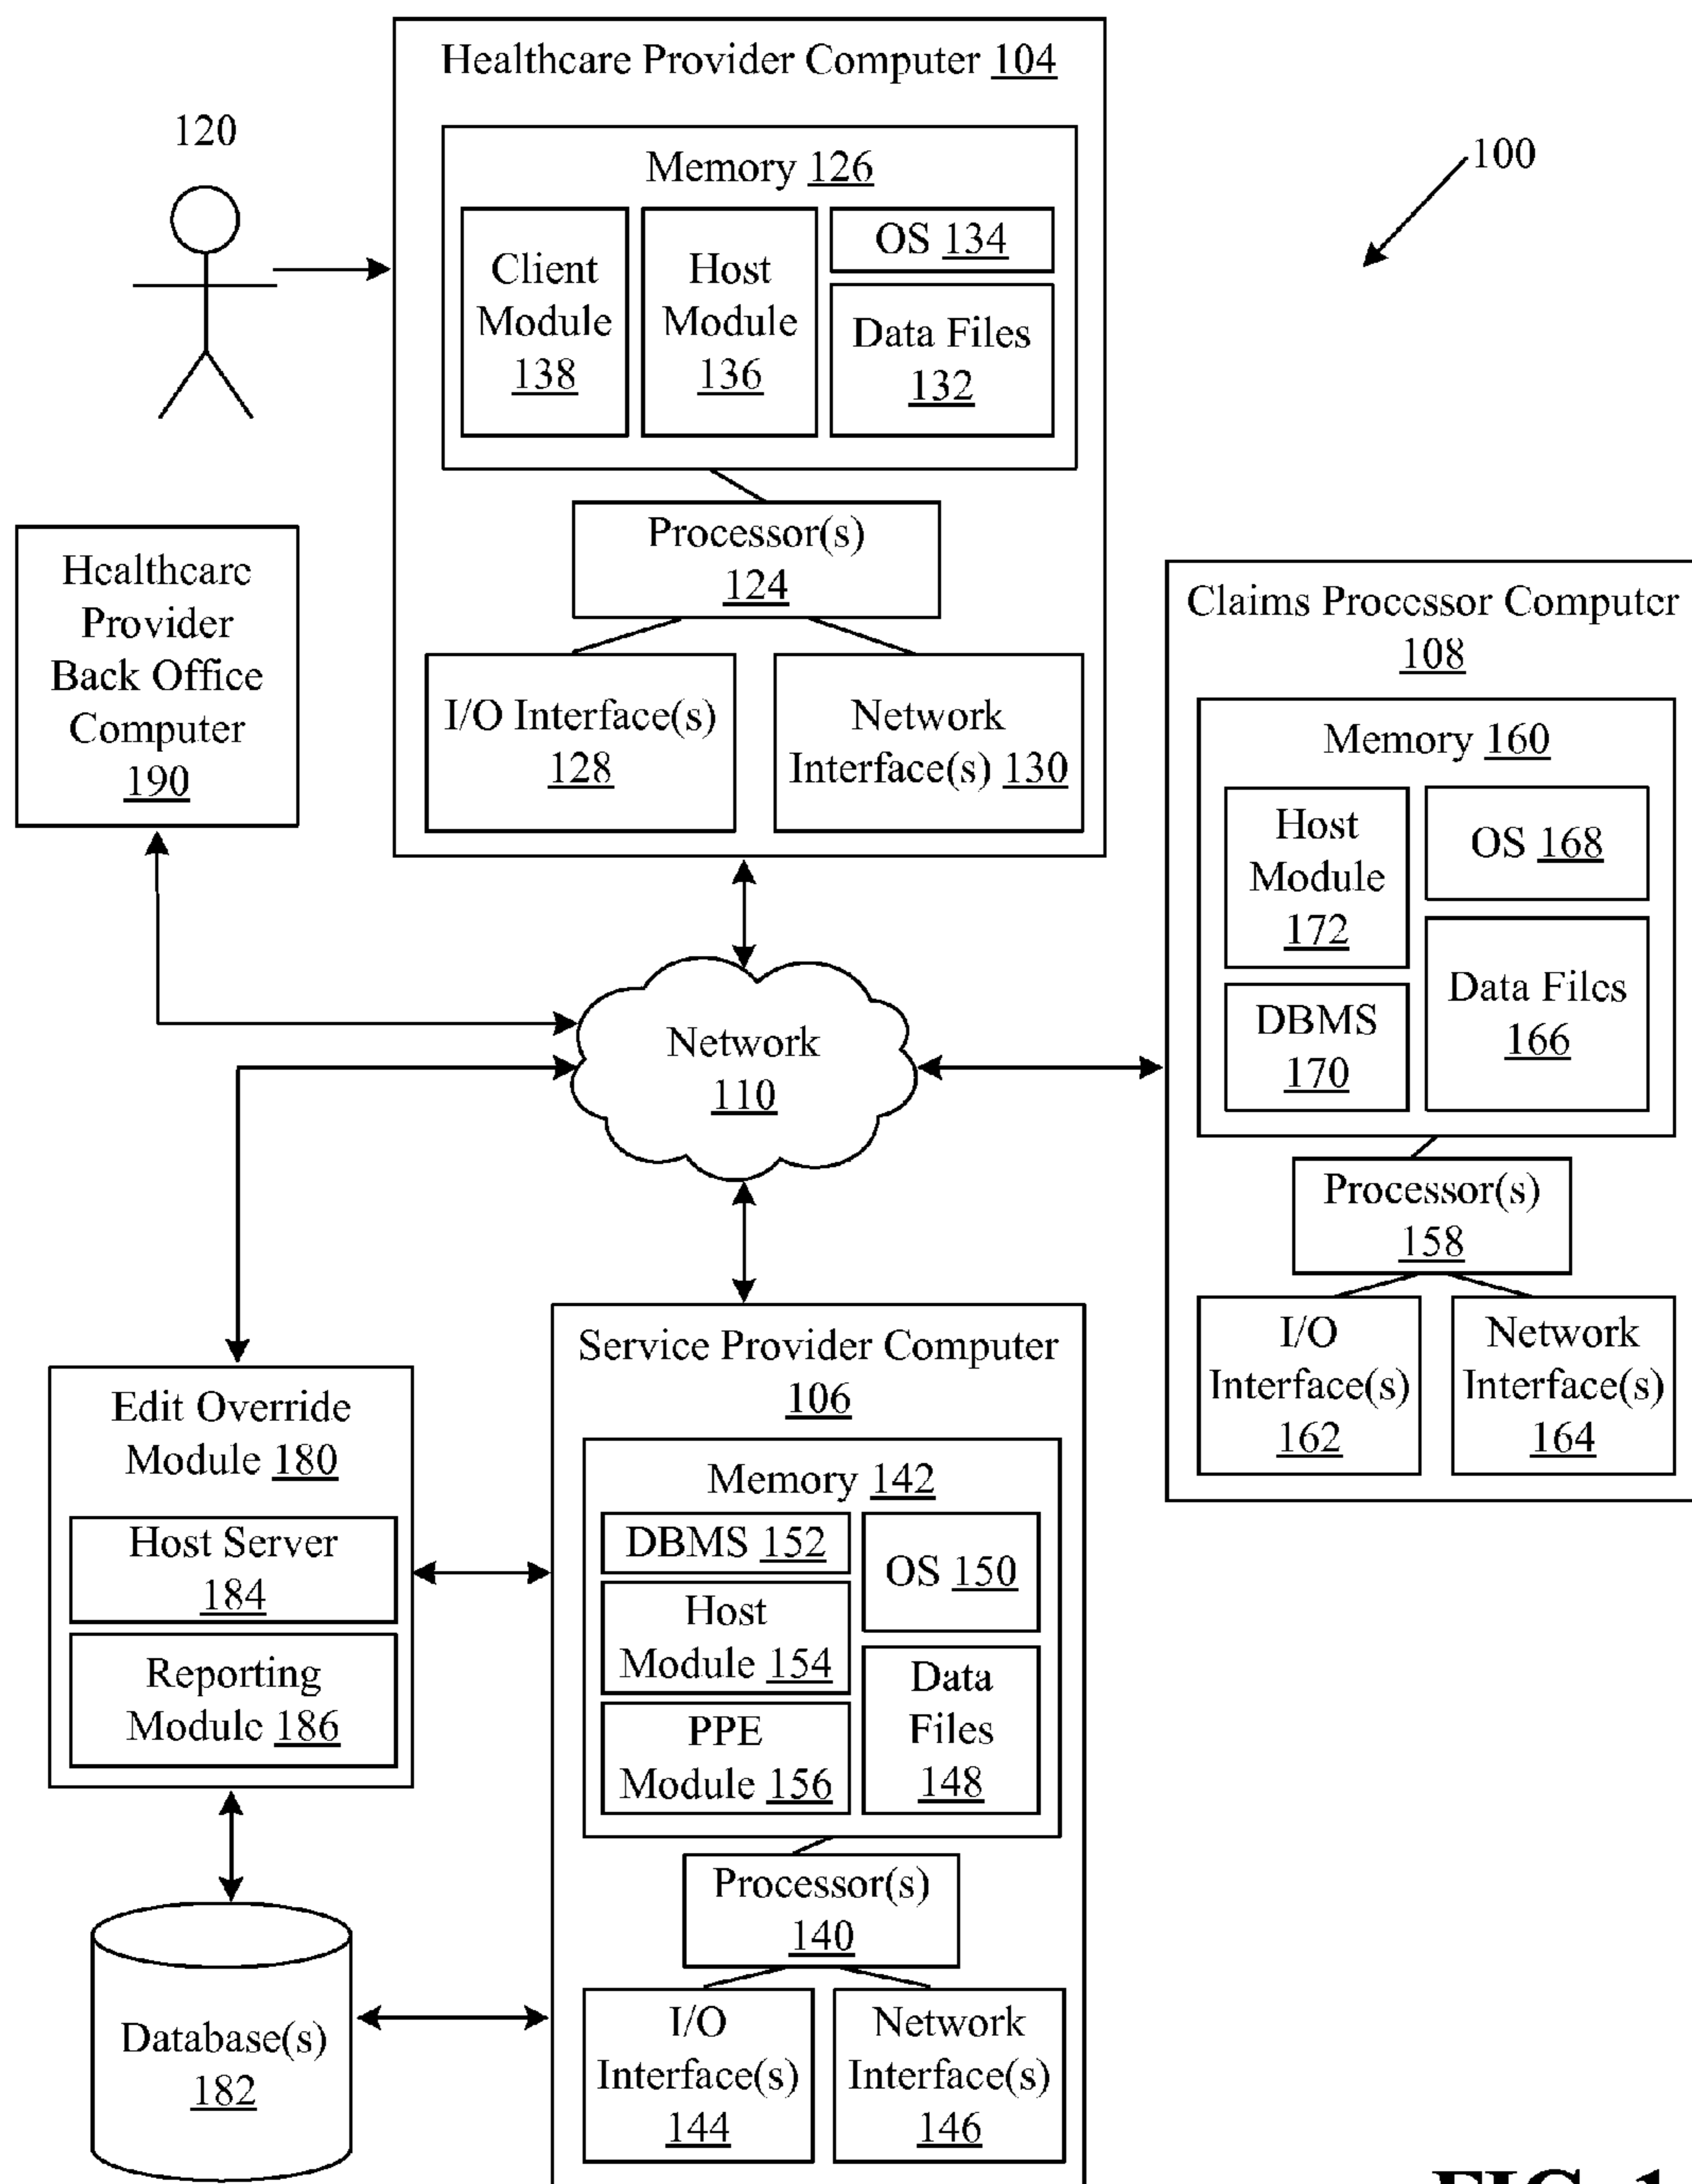 Healthcare Provider Computer 104
120
Memory 126
100
Client
Module
138
Host
Module
136
OS 134
Data Files
132
Processor(s)
124
I/O Interface(s)
128
Network
Interface(s) 130
Healthcare
Provider
Back Office
Computer
190
Claims Processor Computer
108
Memory 160
Host
Module
172
OS 168
DBMS
170
Data Files
166
Processor(s)
158
I/O
Interface(s)
162
Network
Interface(s)
164
Network
110
Edit Override
Module 180
Host Server
184
Reporting
Module 186
Database(s)
182
Service Provider Computer
106
Memory 142
DBMS 152
OS 150
Host
Module 154
PPE
Module 156
Data
Files
148
Processor(s)
140
I/O
Interface(s)
144
Network
Interface(s)
146
FIG. 1